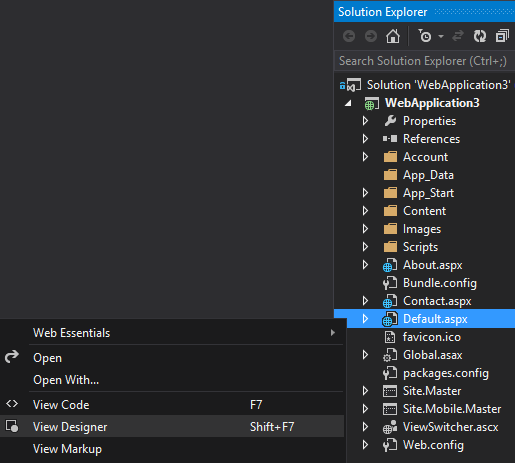 Solution Explorer
Search Solution Explorer (Ctrl+;)
Solution 'WebApplication3'
WebApplication3
Properties
References
Account
App_Data
App_Start
Content
Images
Scripts
About.aspx
Bundle.config
Contact.aspx
Default.aspx
favicon.ico
Global.asax
packages.config
Site.Master
Site.Mobile.Master
ViewSwitcher.ascx
Web.config
Web Essentials
Open
Open With...
View Code F7
View Designer Shift+F7
View Markup